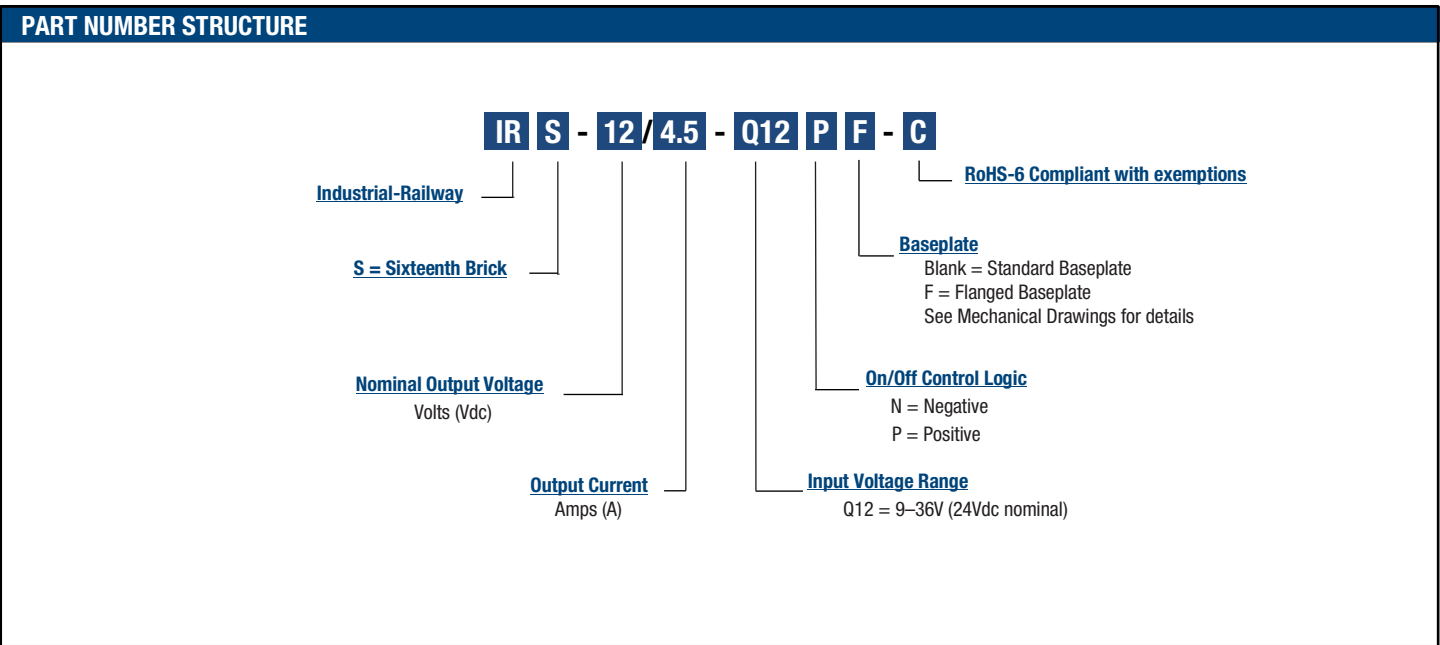 PART NUMBER STRUCTURE
IR S - 12/4.5 - Q12 P F - C
RoHS-6 Compliant with exemptions
Industrial-Railway
Baseplate
Blank = Standard Baseplate
F = Flanged Baseplate
See Mechanical Drawings for details
S = Sixteenth Brick
Nominal Output Voltage
Volts (Vdc)
On/Off Control Logic
N = Negative
P = Positive
Output Current
Amps (A)
Input Voltage Range
Q12 = 9–36V (24Vdc nominal)